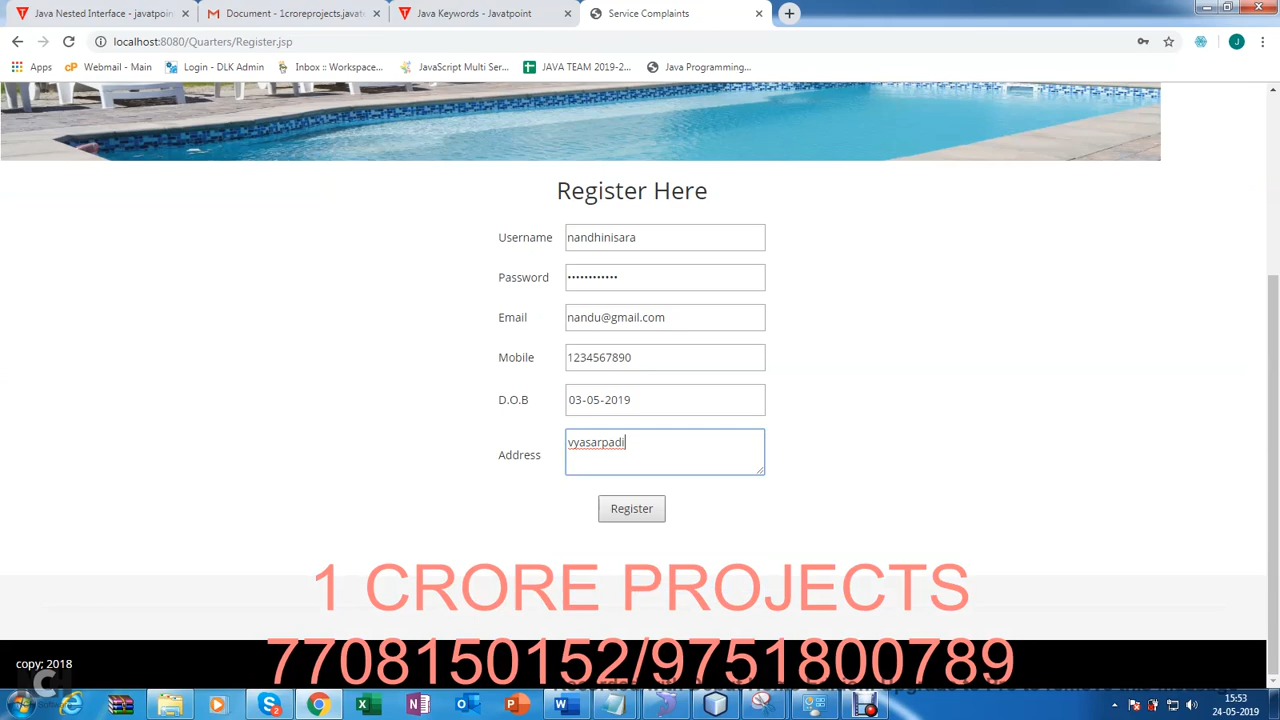 Java Nested Interface - javatpoin
Document - 1croreprojects.javat
Java Keywords - Javatpoint
Service Complaints
localhost:8080/Quarters/Register.jsp
Apps
Webmail - Main
Login - DLK Admin
Inbox :: Workspace...
JavaScript Multi Ser...
JAVA TEAM 2019-2...
Java Programming...
Register Here
Username nandhinisara
Password ••••••••••••
Email nandu@gmail.com
Mobile 1234567890
D.O.B 03-05-2019
Address vyasarpadi
Register
1 CRORE PROJECTS
7708150152/9751800789
copy; 2018
15:53
24-05-2019